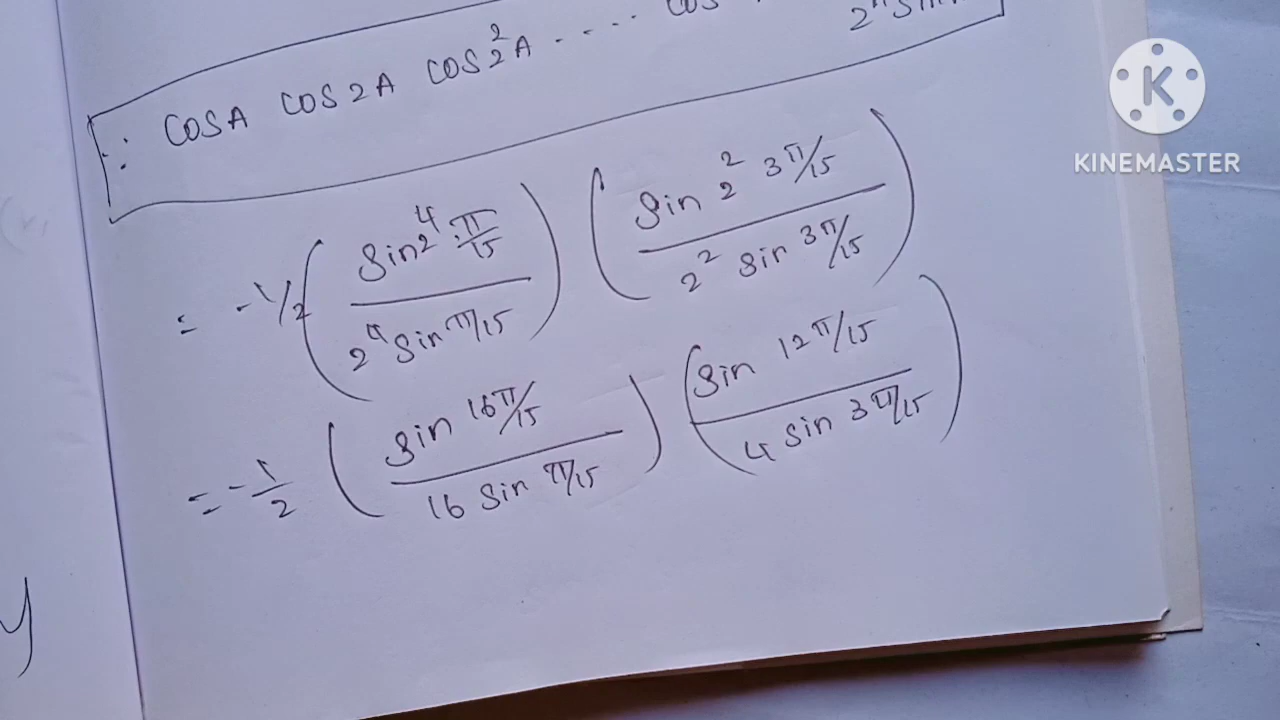 ∵ COSA COS2A COS2²A .... COS
2ⁿ sin
KINEMASTER
= -1/2 (sin2⁴·π/15 / 2⁴ sin π/15) (sin 2² 3π/15 / 2² sin 3π/15)
= -1/2 (sin 16π/15 / 16 sin π/15) (sin 12π/15 / 4 sin 3π/15)
y